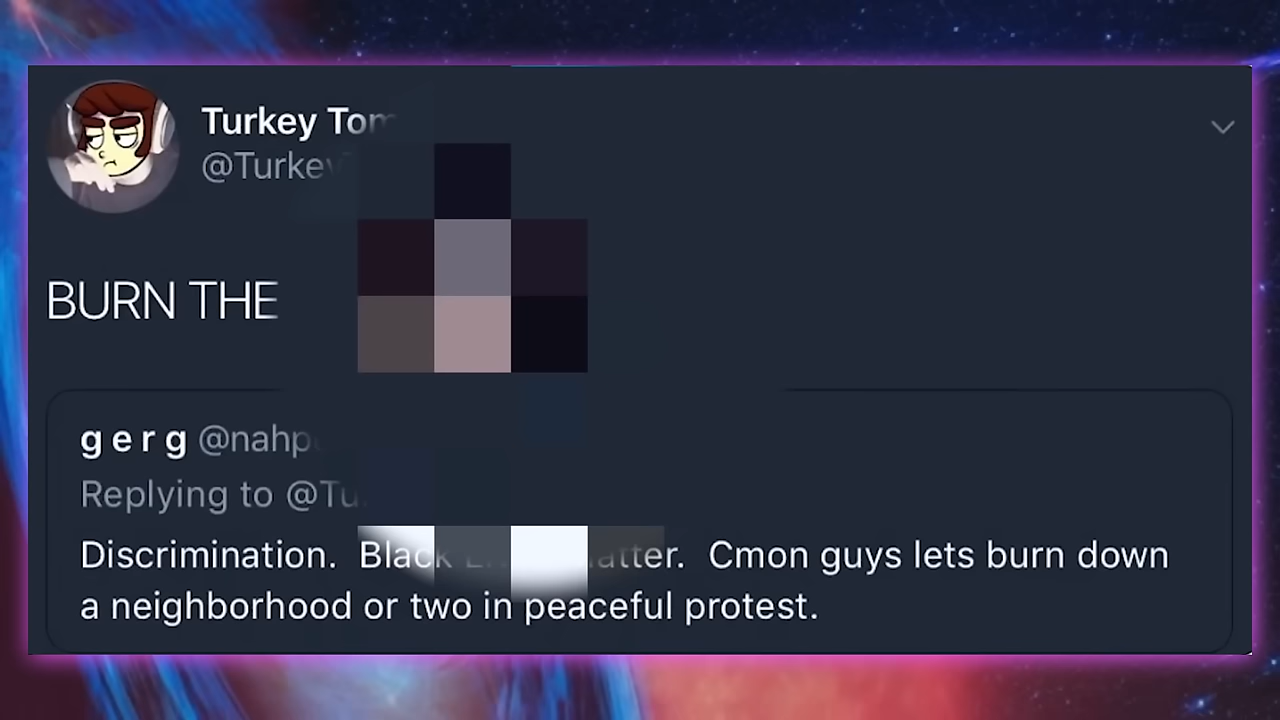 Turkey Tom
@Turkey
BURN THE
g e r g @nahp
Replying to @Tu
Discrimination. Black matter. Cmon guys lets burn down
a neighborhood or two in peaceful protest.